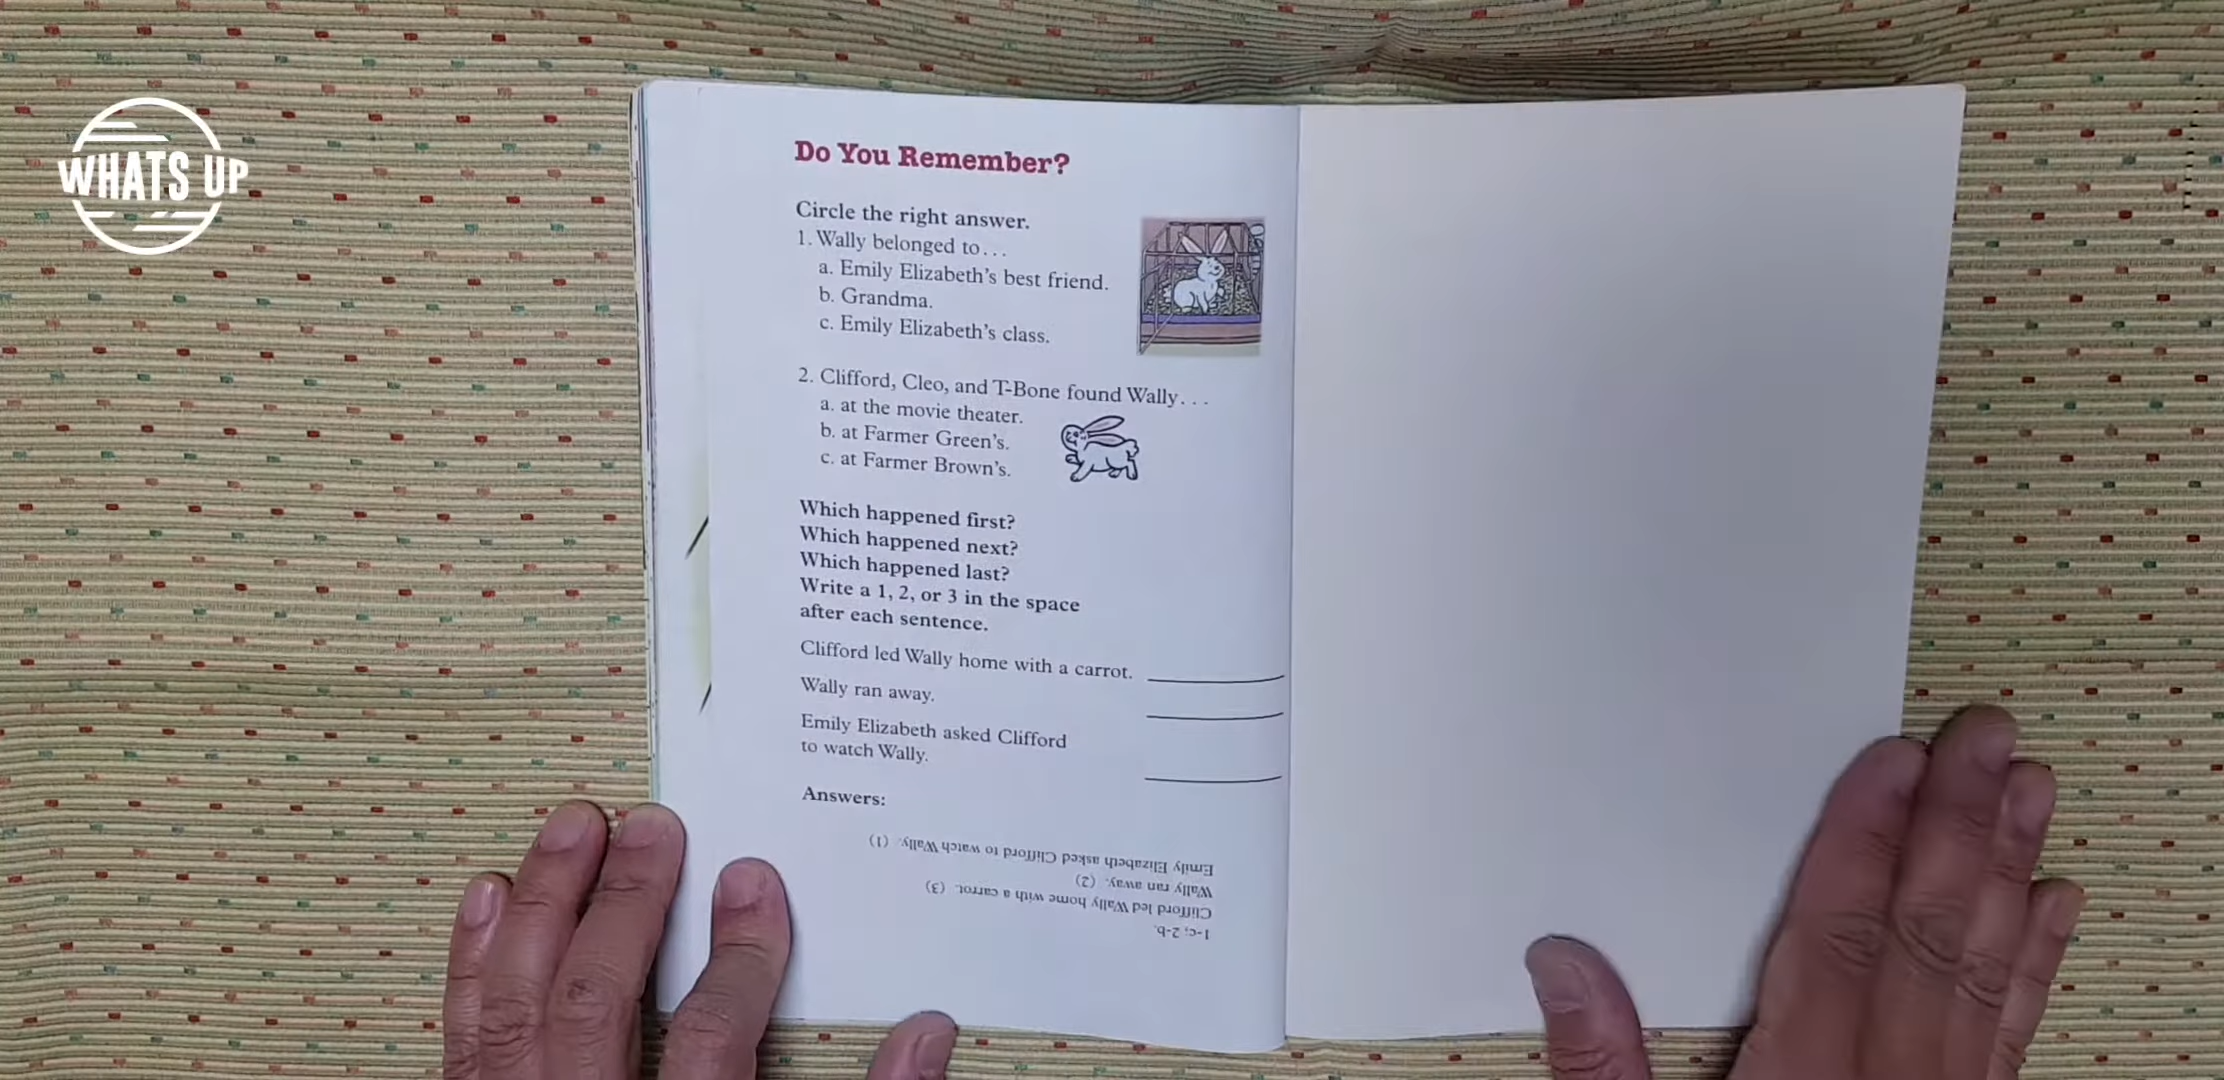 WHATS UP
Do You Remember?
Circle the right answer.
1. Wally belonged to...
a. Emily Elizabeth's best friend.
b. Grandma.
c. Emily Elizabeth's class.
2. Clifford, Cleo, and T-Bone found Wally...
a. at the movie theater.
b. at Farmer Green's.
c. at Farmer Brown's.
Which happened first?
Which happened next?
Which happened last?
Write a 1, 2, or 3 in the space
after each sentence.
Clifford led Wally home with a carrot.
Wally ran away.
Emily Elizabeth asked Clifford
to watch Wally.
Answers:
1-c; 2-b.
Clifford led Wally home with a carrot. (3)
Wally ran away. (2)
Emily Elizabeth asked Clifford to watch Wally. (1)